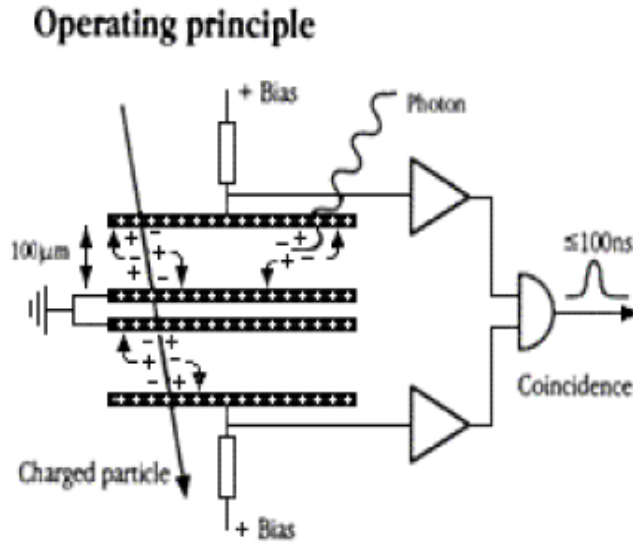 Operating principle
+ Bias
Photon
100µm
≤100ns
Coincidence
Charged particle
+ Bias